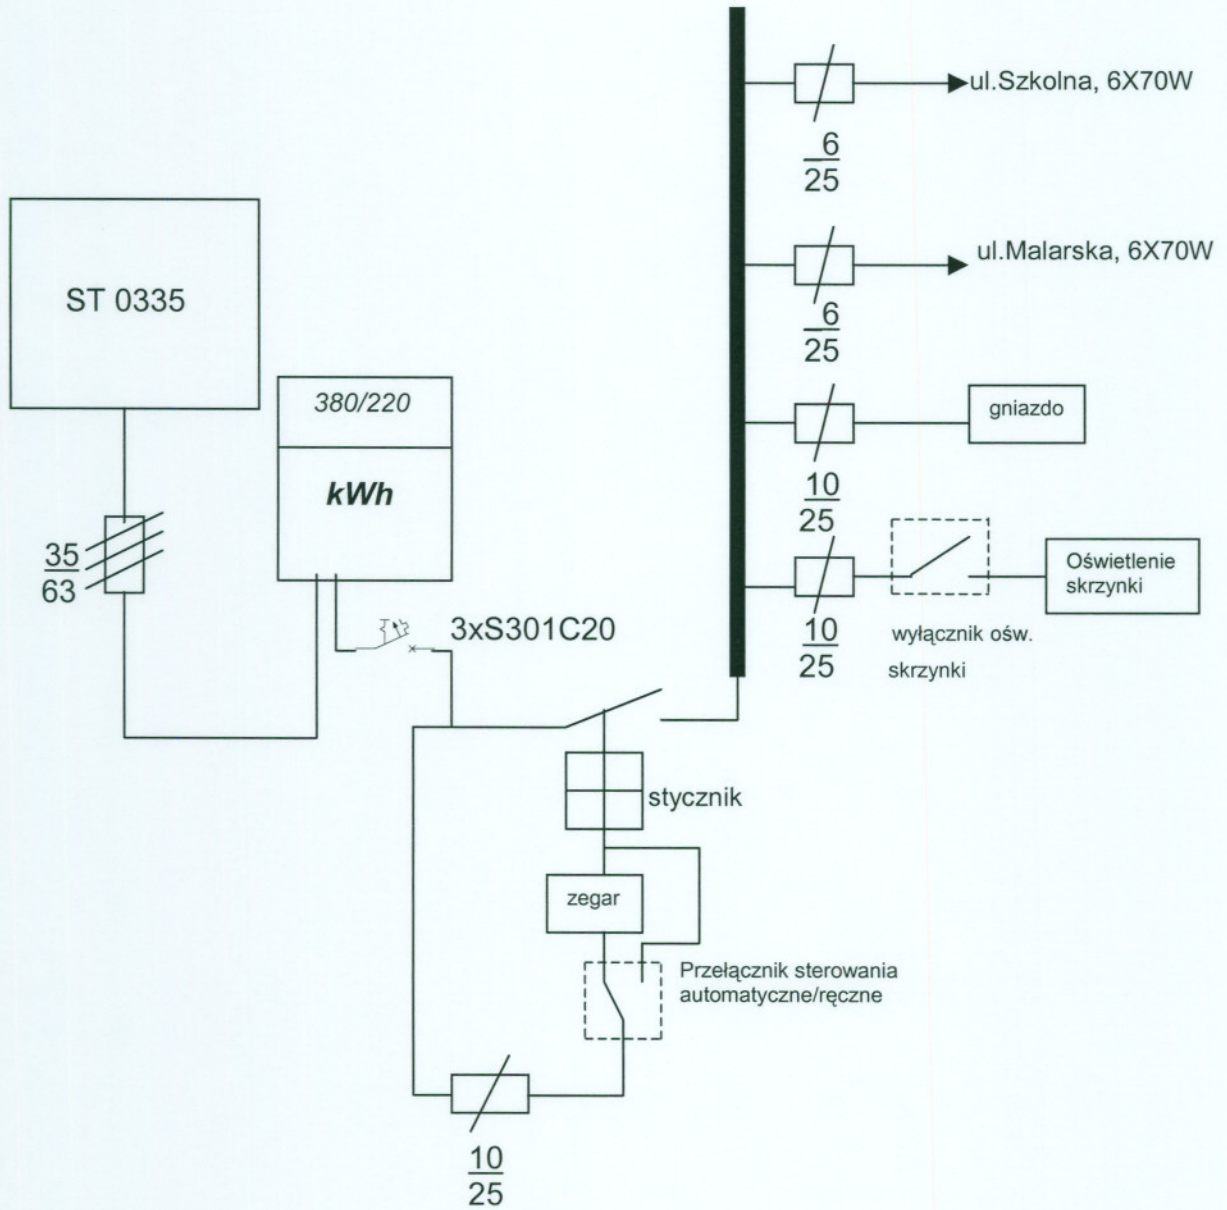 ul.Szkolna, 6X70W
6
25
ul.Malarska, 6X70W
6
25
ST 0335
380/220
kWh
gniazdo
10
25
35
63
Oświetlenie
skrzynki
10
25
wyłącznik ośw.
skrzynki
3xS301C20
stycznik
zegar
Przełącznik sterowania
automatyczne/ręczne
10
25